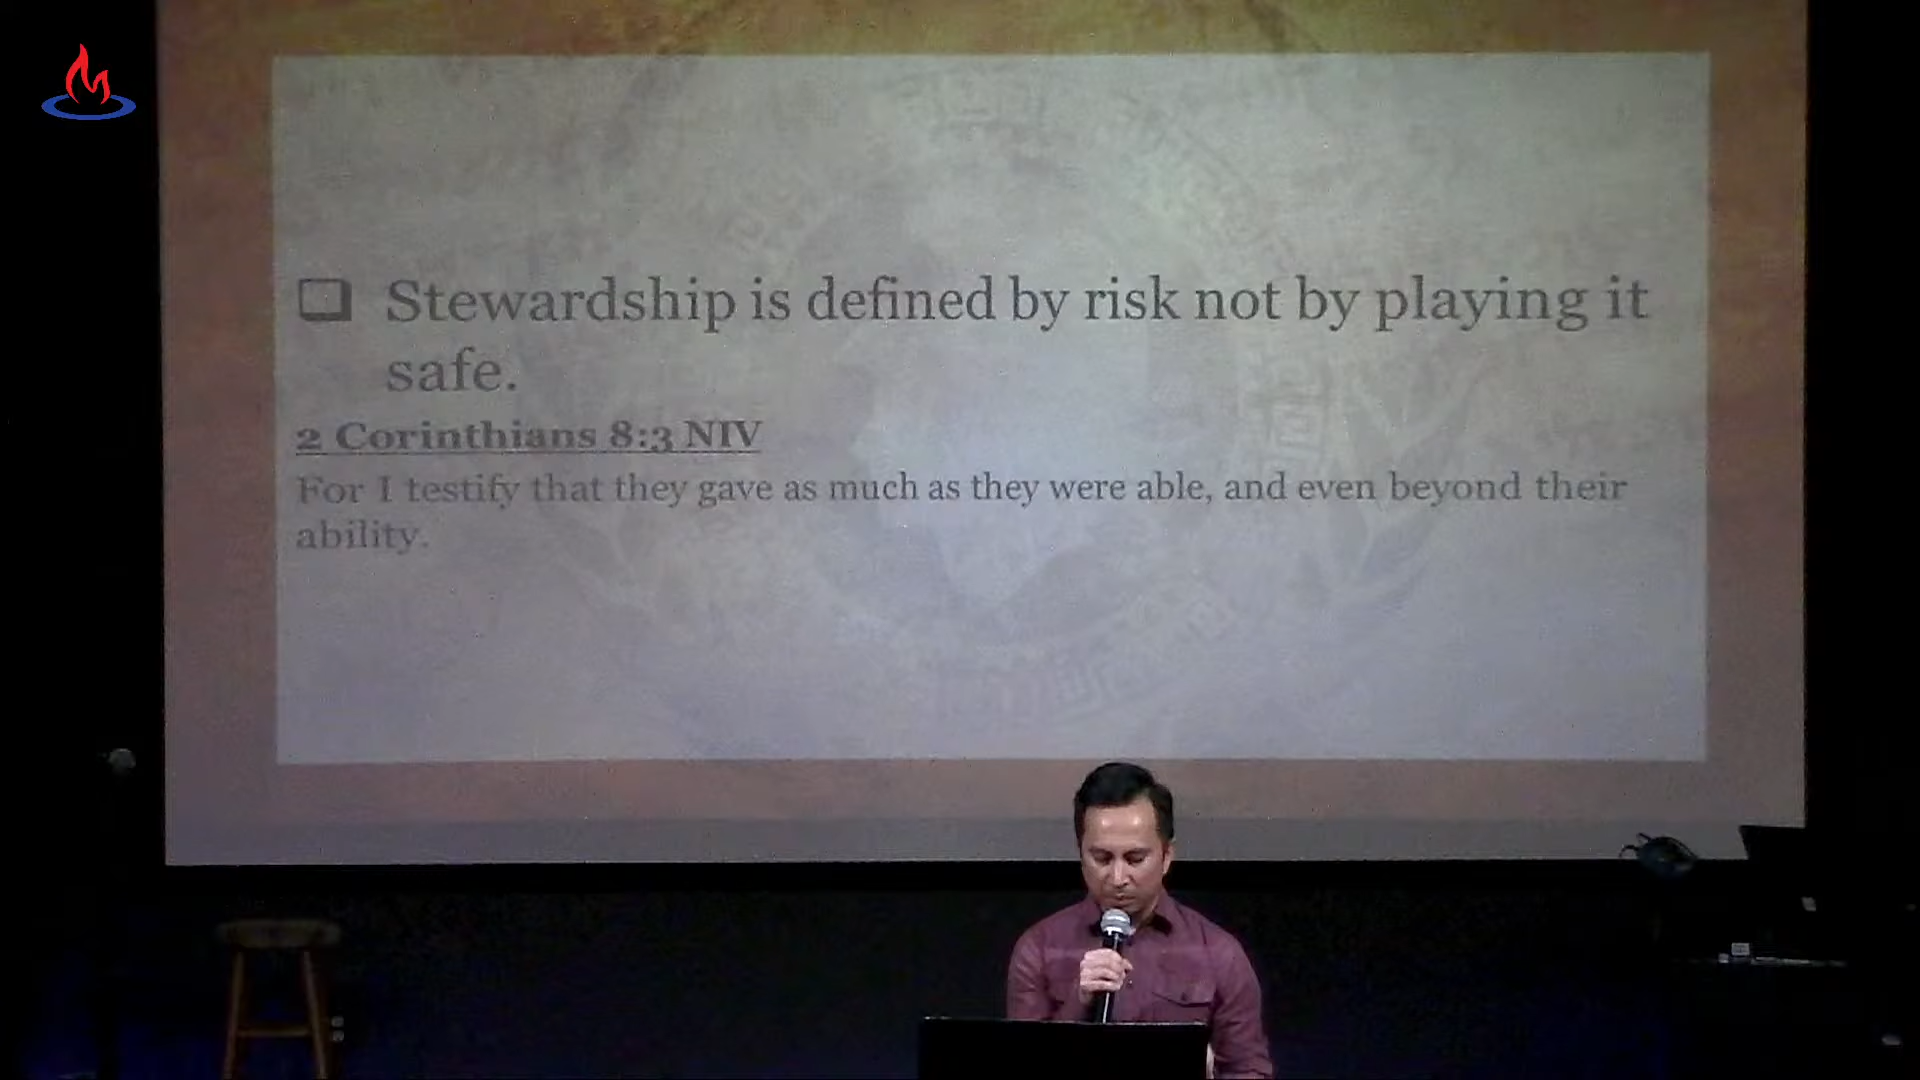 Stewardship is defined by risk not by playing it
safe.
2 Corinthians 8:3 NIV
For I testify that they gave as much as they were able, and even beyond their
ability.